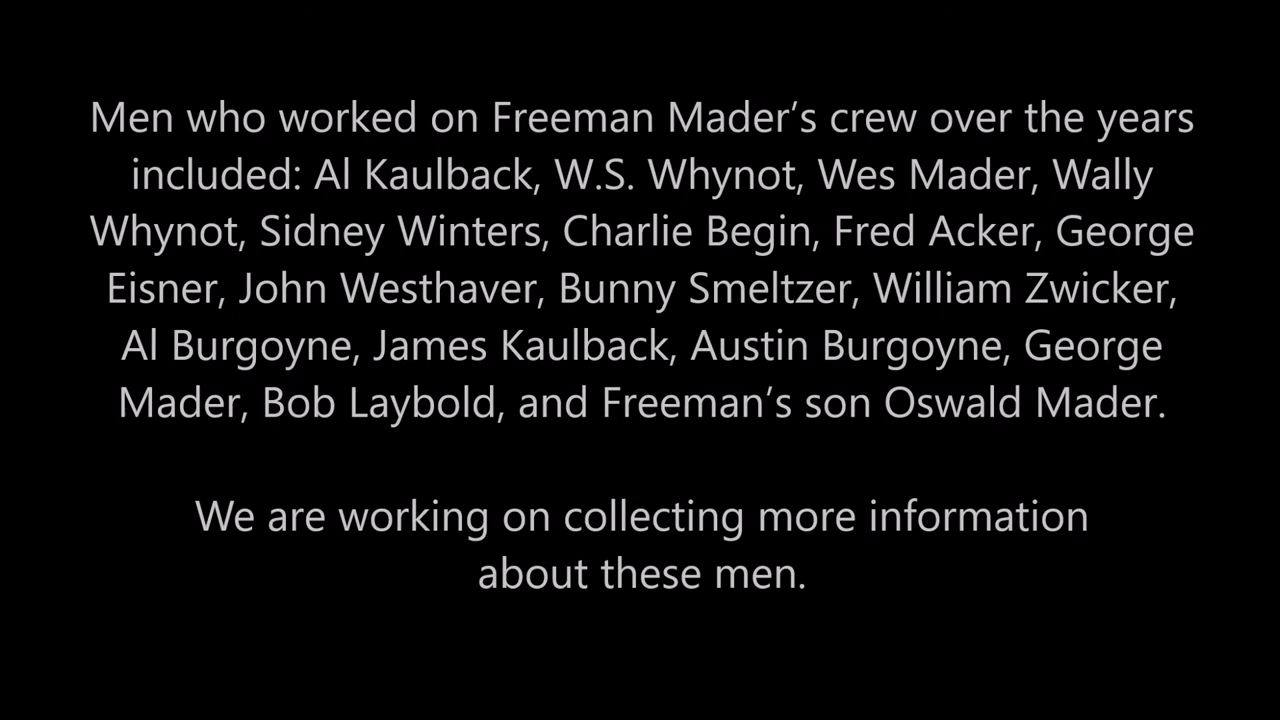 Men who worked on Freeman Mader’s crew over the years
included: Al Kaulback, W.S. Whynot, Wes Mader, Wally
Whynot, Sidney Winters, Charlie Begin, Fred Acker, George
Eisner, John Westhaver, Bunny Smeltzer, William Zwicker,
Al Burgoyne, James Kaulback, Austin Burgoyne, George
Mader, Bob Laybold, and Freeman’s son Oswald Mader.
We are working on collecting more information
about these men.